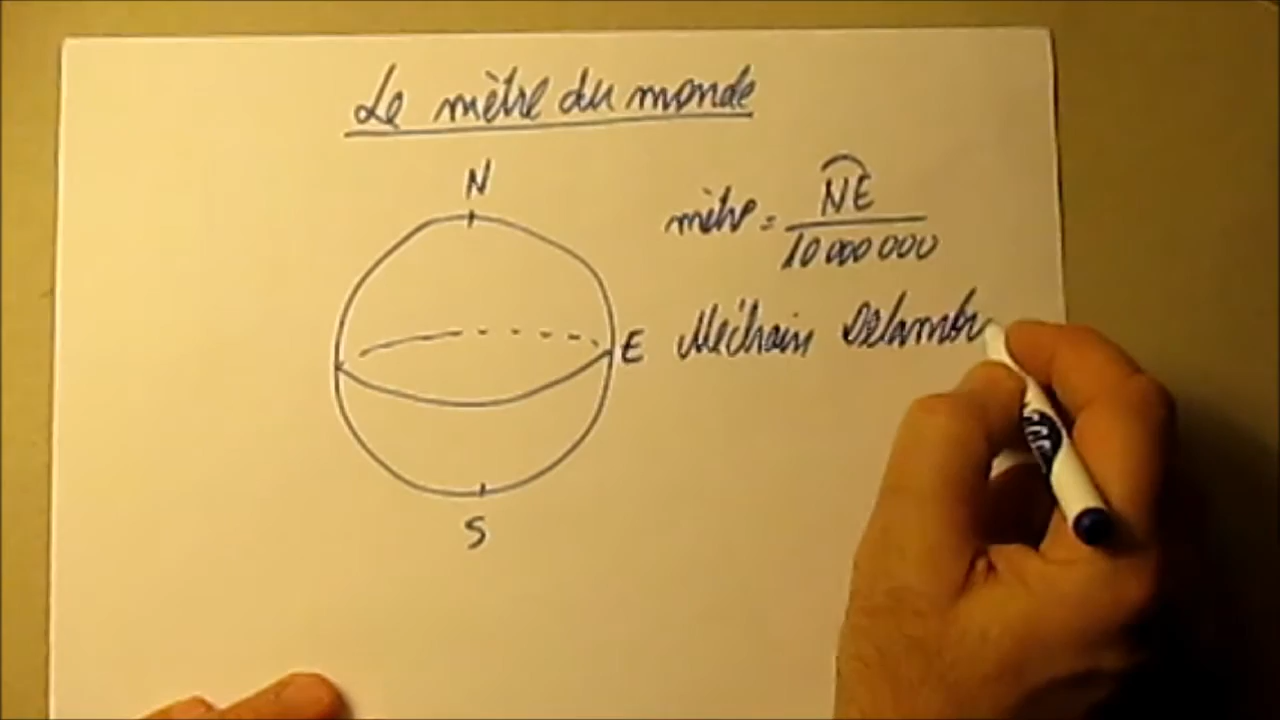 Le mètre du monde
N
mètre = NE
10 000 000
E
Méchain Delambr
S